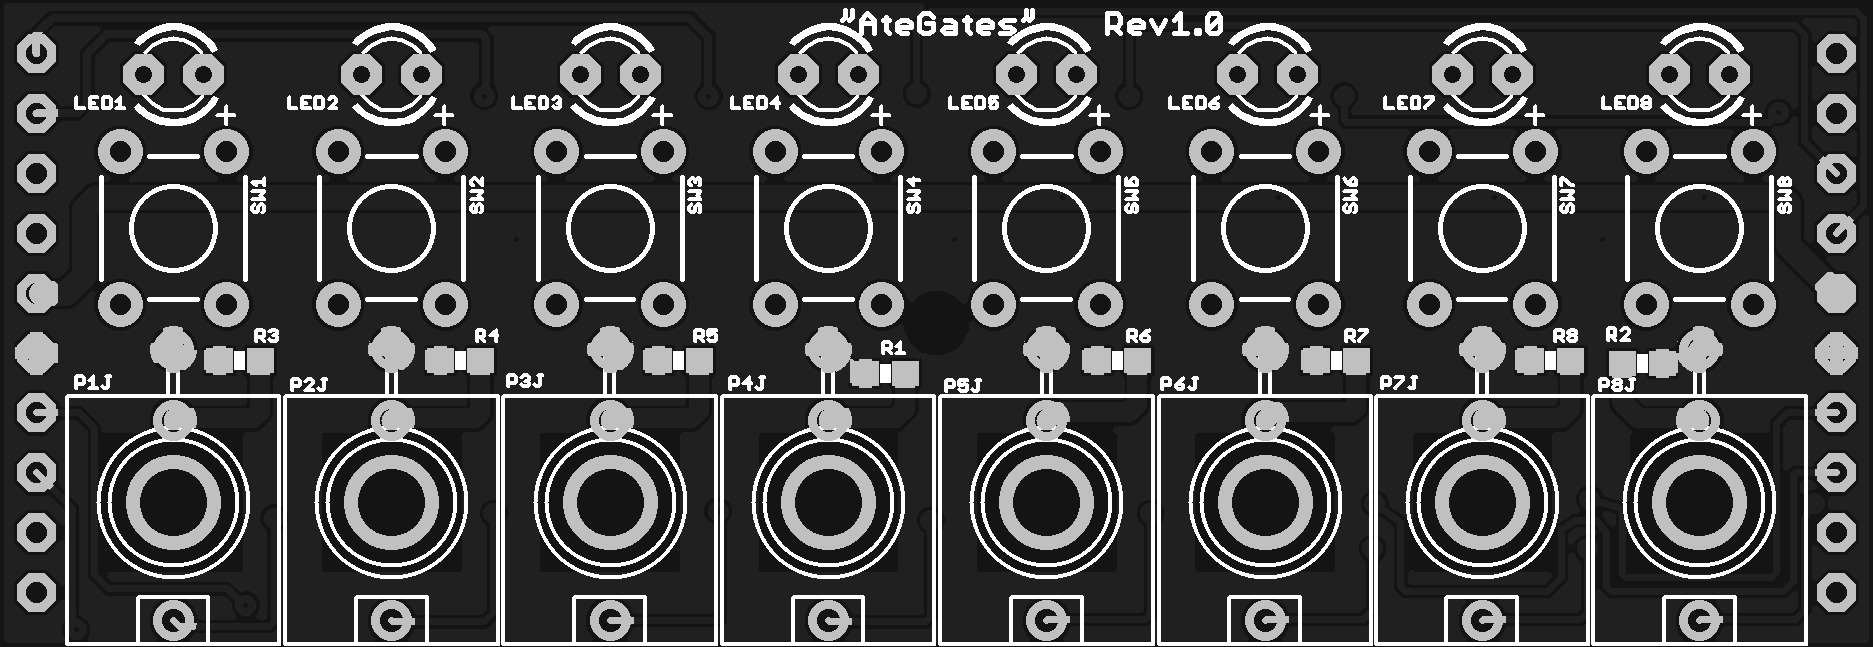 "AteGates" Rev1.0
LED1 LED2 LED3 LED4 LED5 LED6 LED7 LED8
+ + + + + + + +
SW1 SW2 SW3 SW4 SW5 SW6 SW7 SW8
R3 R4 R5 R1 R6 R7 R8 R2
P1J P2J P3J P4J P5J P6J P7J P8J